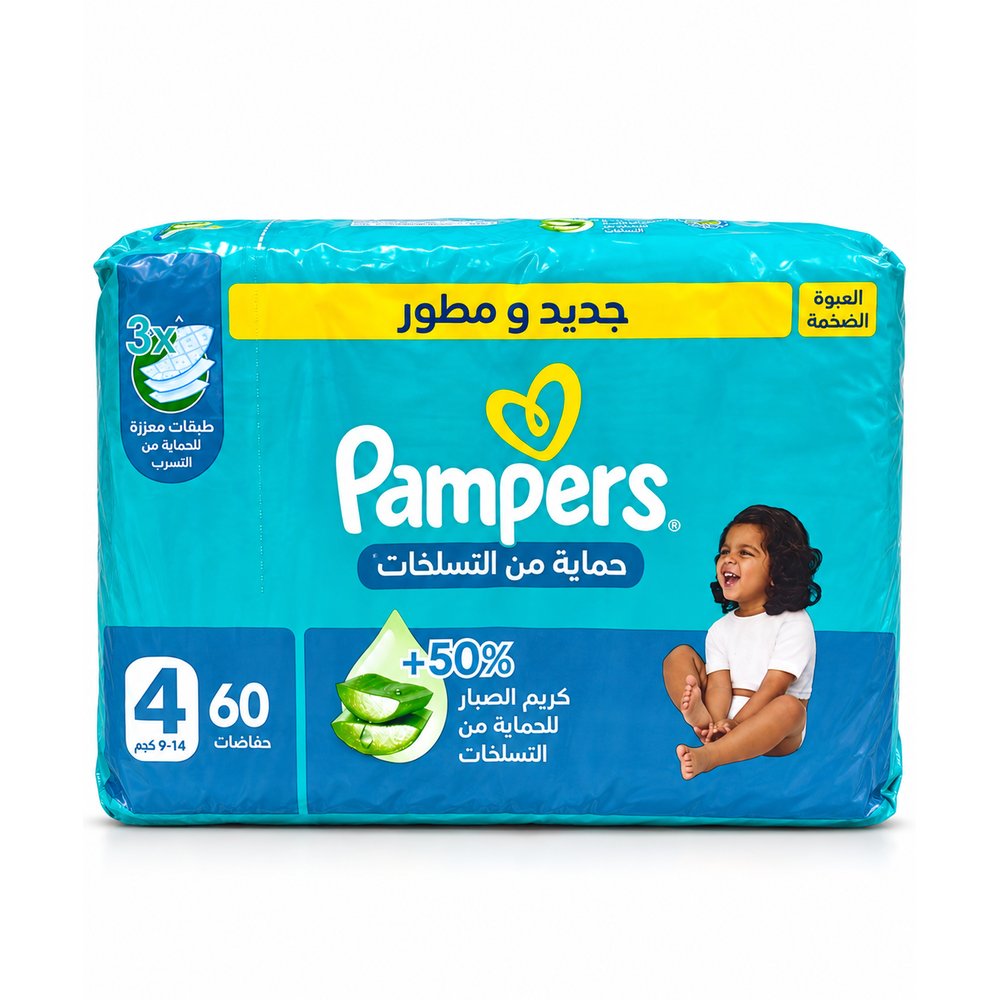 جديد و مطور
العبوة
الضخمة
3x^
طبقات معززة
للحماية من
التسرب
Pampers®
حماية من التسلخات
+50%
كريم الصبار
للحماية من
التسلخات
4
9-14 كجم
60
حفاضات